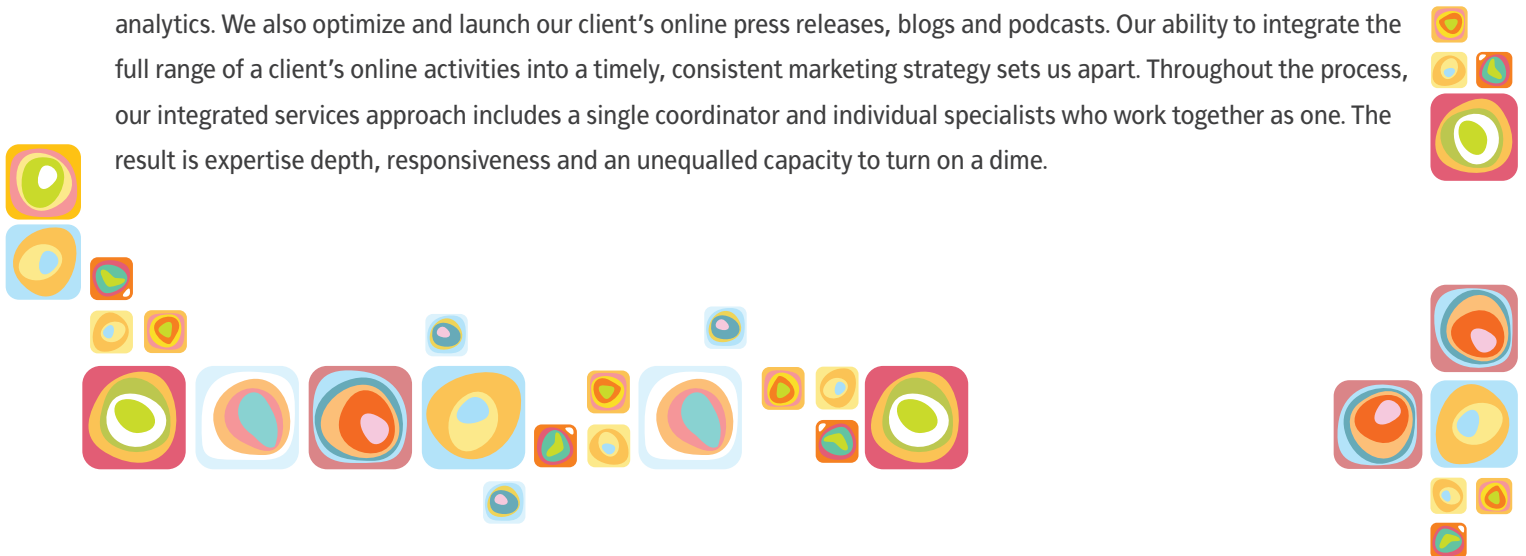 analytics. We also optimize and launch our client’s online press releases, blogs and podcasts. Our ability to integrate the
full range of a client’s online activities into a timely, consistent marketing strategy sets us apart. Throughout the process,
our integrated services approach includes a single coordinator and individual specialists who work together as one. The
result is expertise depth, responsiveness and an unequalled capacity to turn on a dime.